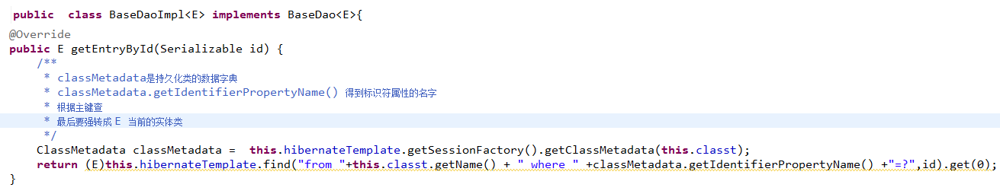 public  class BaseDaoImpl<E> implements BaseDao<E>{
@Override
public E getEntryById(Serializable id) {
/**
* classMetadata是持久化类的数据字典
* classMetadata.getIdentifierPropertyName() 得到标识符属性的名字
* 根据主键查
* 最后要强转成 E 当前的实体类
*/
ClassMetadata classMetadata =  this.hibernateTemplate.getSessionFactory().getClassMetadata(this.classt);
return (E)this.hibernateTemplate.find("from "+this.classt.getName() + " where " +classMetadata.getIdentifierPropertyName() +"=?",id).get(0);
}